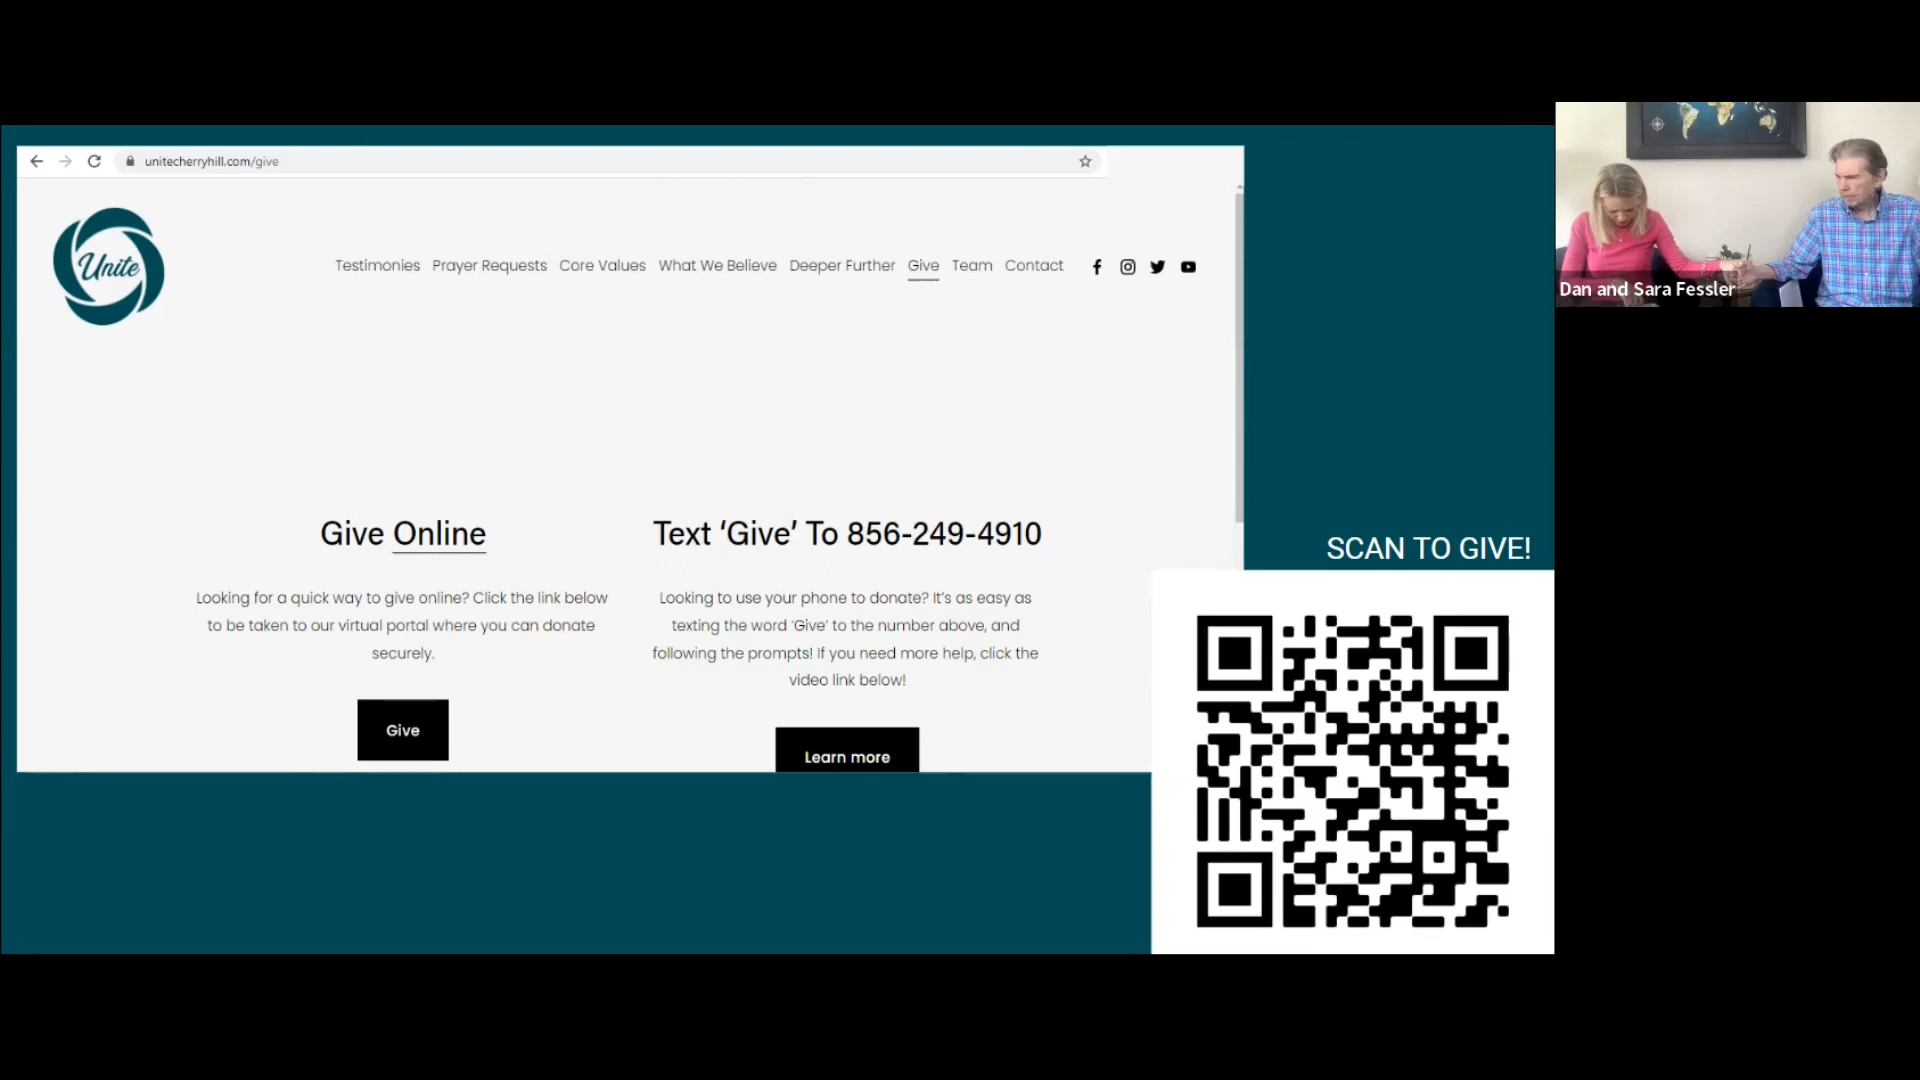 unitecherryhill.com/give
Unite
Testimonies Prayer Requests Core Values What We Believe Deeper Further Give Team Contact
Dan and Sara Fessler
Give Online
Looking for a quick way to give online? Click the link below
to be taken to our virtual portal where you can donate
securely.
Give
Text ‘Give’ To 856-249-4910
Looking to use your phone to donate? It’s as easy as
texting the word ‘Give’ to the number above, and
following the prompts! If you need more help, click the
video link below!
Learn more
SCAN TO GIVE!